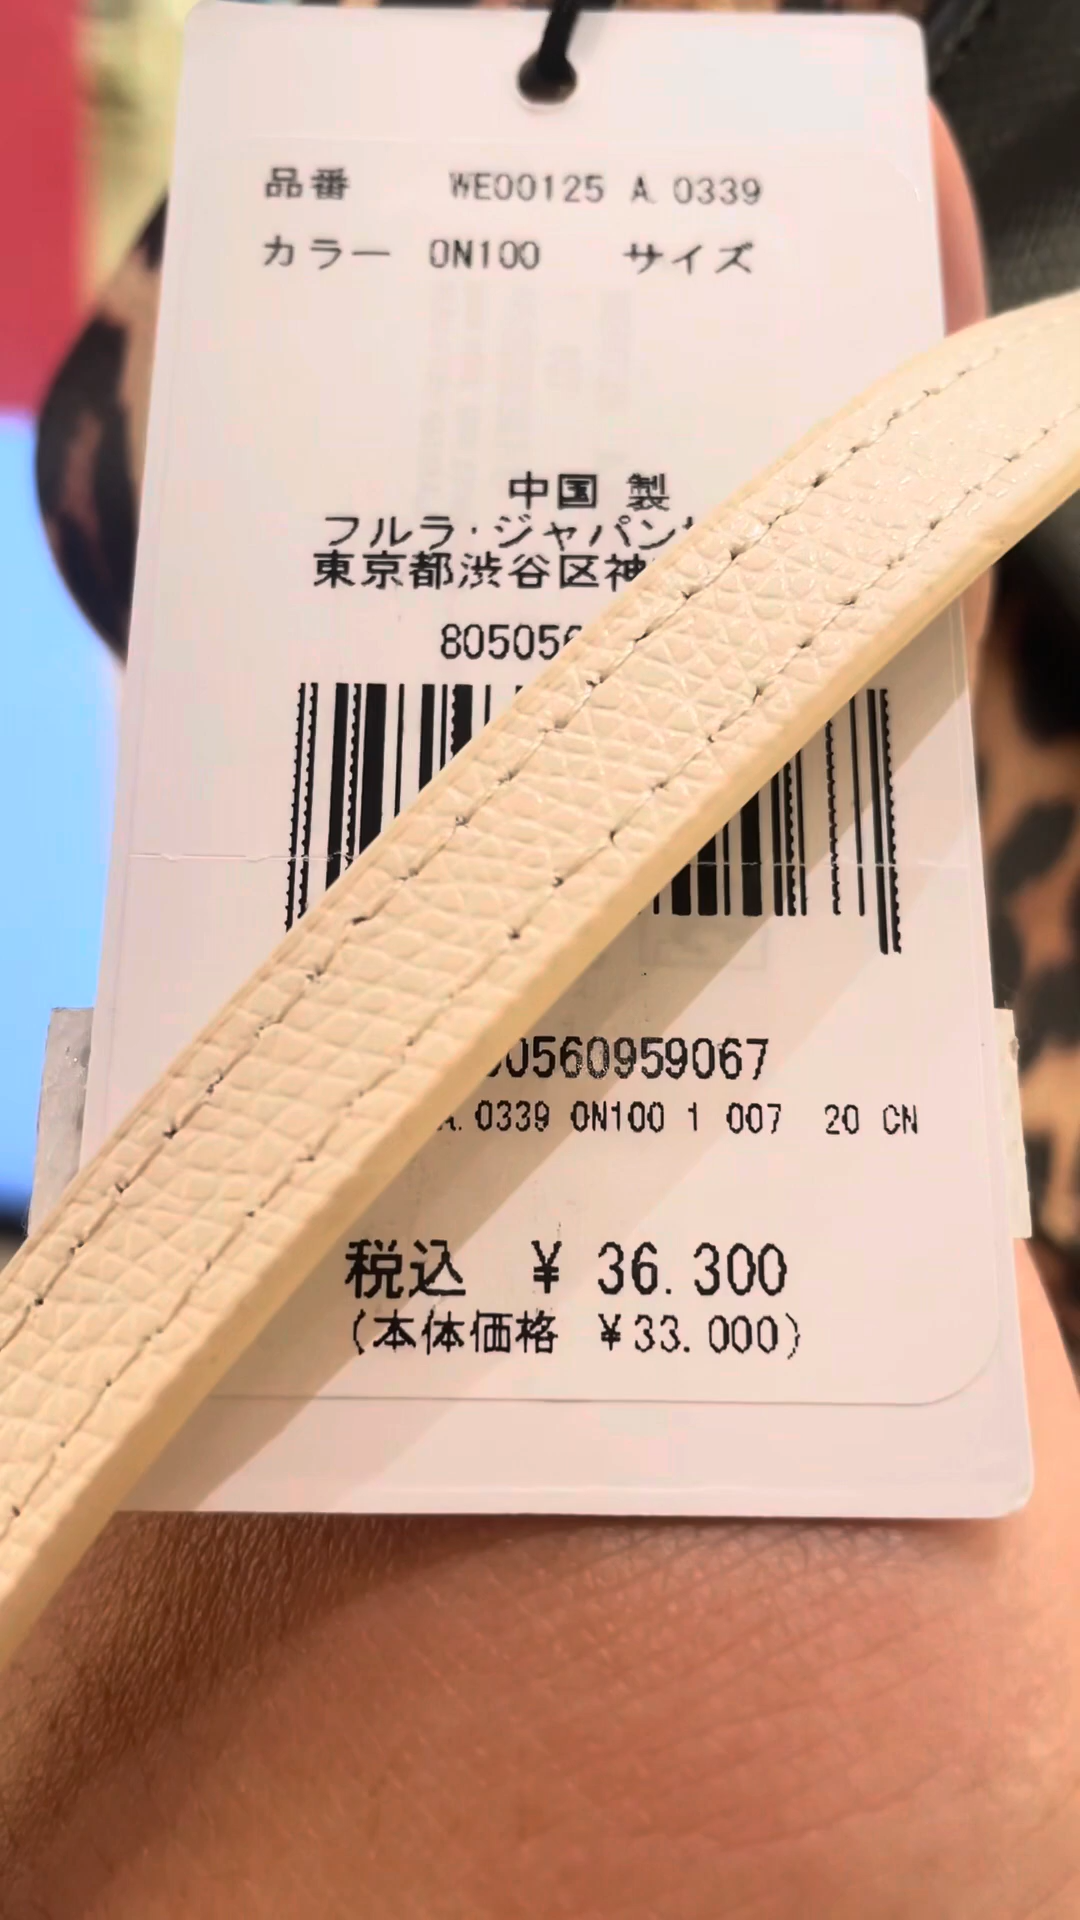 品番 WE00125 A.0339
カラー 0N100 サイズ
中国 製
フルラ・ジャパン
東京都渋谷区神
80505
0560959067
A.0339 0N100 1 007 20 CN
税込 ¥ 36.300
(本体価格 ¥33.000)